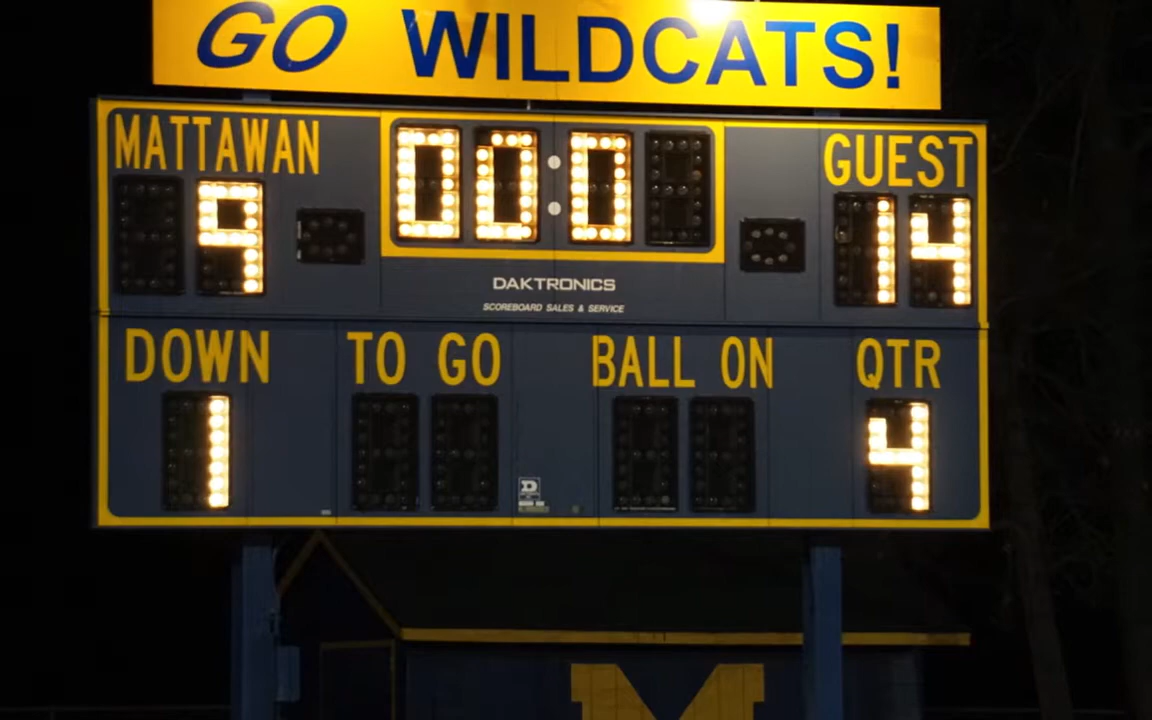 GO WILDCATS!
MATTAWAN 00:0 GUEST
9 14
DAKTRONICS
SCOREBOARD SALES & SERVICE
DOWN TO GO BALL ON QTR
1 4
D
M